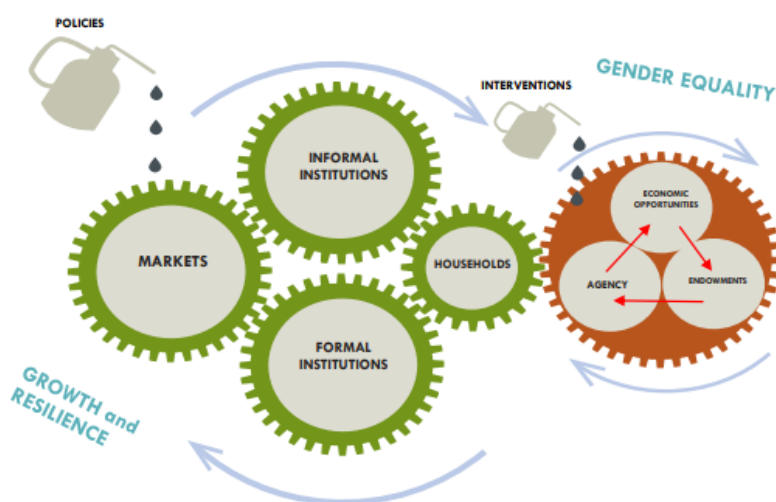 POLICIES
INTERVENTIONS
GENDER EQUALITY
INFORMAL
INSTITUTIONS
ECONOMIC
OPPORTUNITIES
MARKETS
HOUSEHOLDS
AGENCY
ENDOWMENTS
FORMAL
INSTITUTIONS
GROWTH and
RESILIENCE